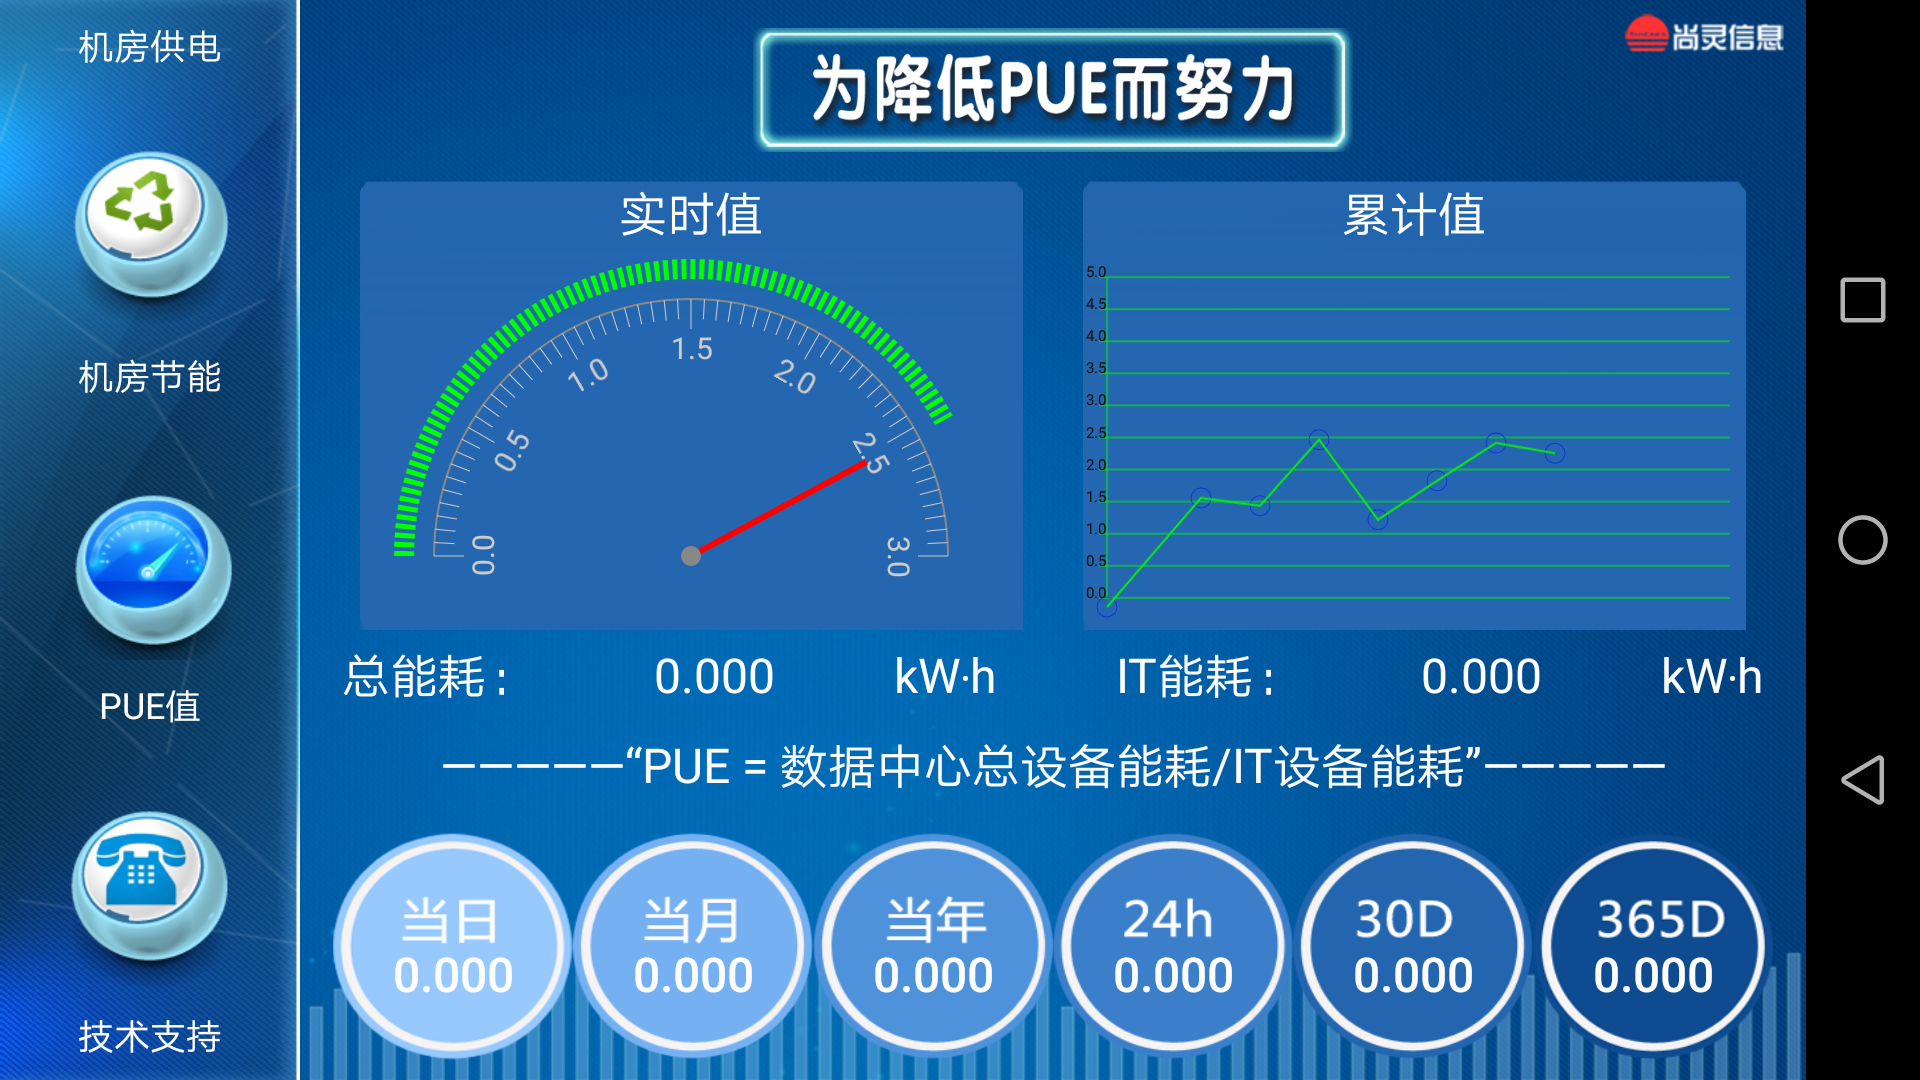 机房供电
机房节能
PUE值
技术支持
尚灵信息
为降低PUE而努力
实时值
0.0
0.5
1.0
1.5
2.0
2.5
3.0
累计值
5.0
4.5
4.0
3.5
3.0
2.5
2.0
1.5
1.0
0.5
0.0
总能耗: 0.000 kW·h IT能耗: 0.000 kW·h
－－－－－“PUE = 数据中心总设备能耗/IT设备能耗”－－－－－
当日
0.000
当月
0.000
当年
0.000
24h
0.000
30D
0.000
365D
0.000